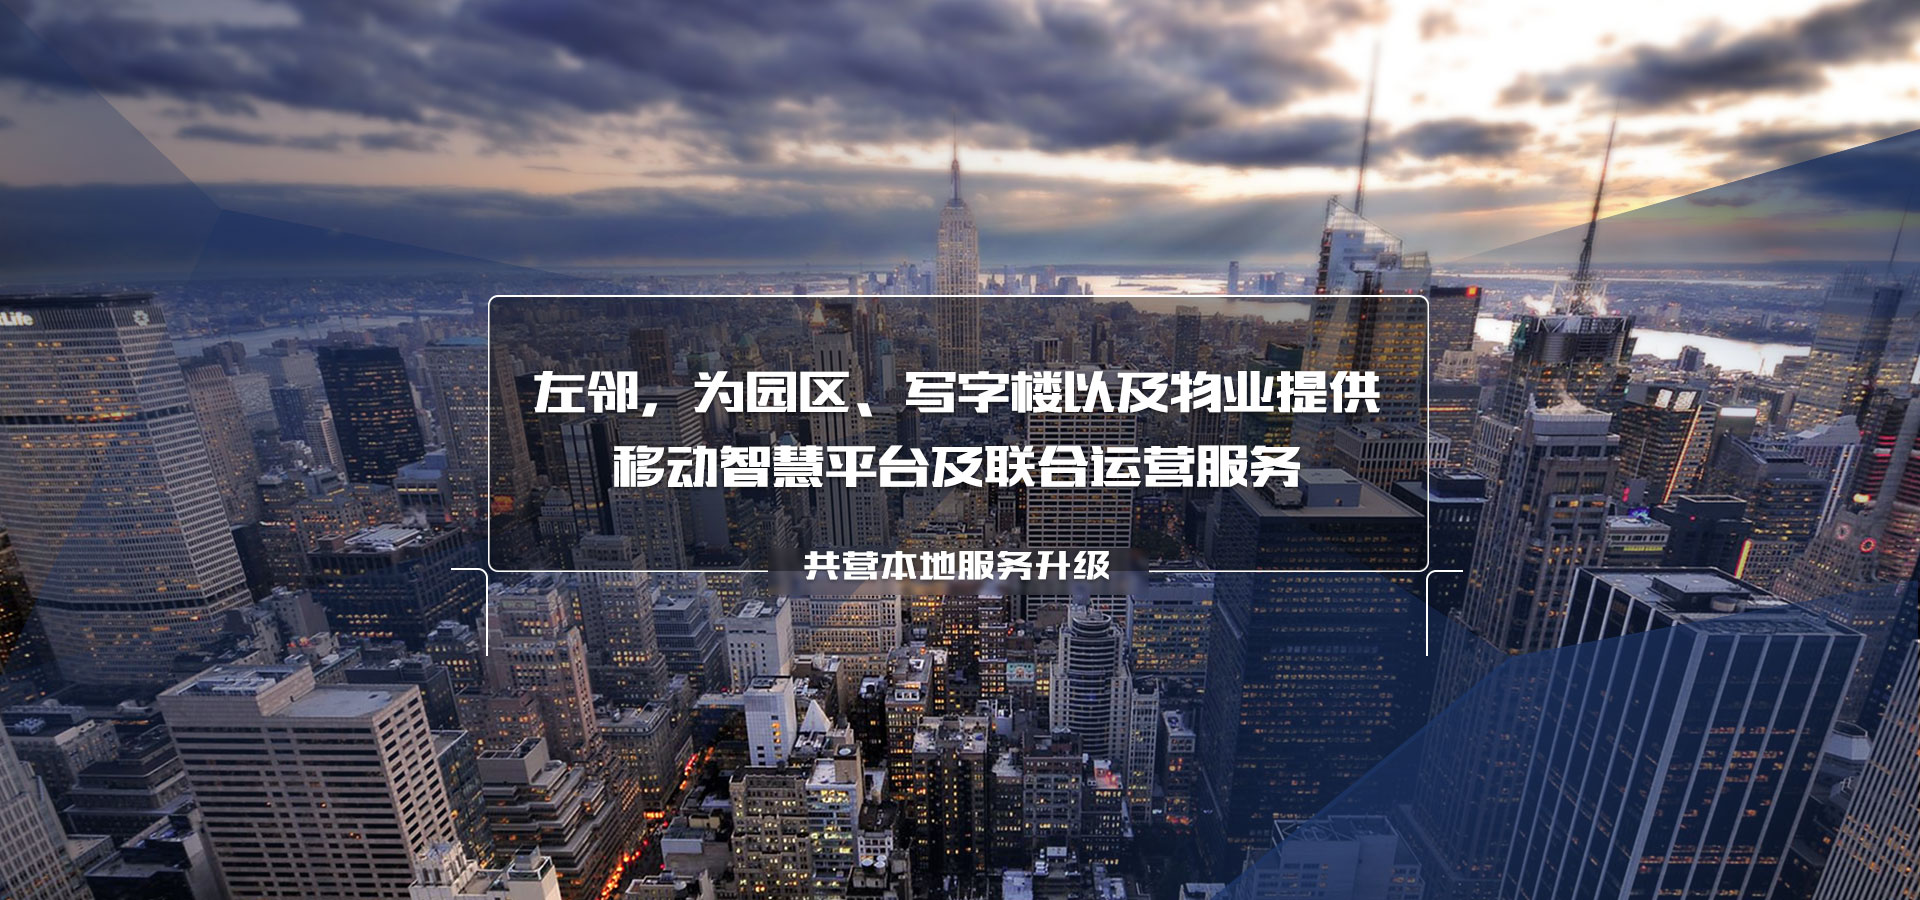 Life
左邻，为园区、写字楼以及物业提供
移动智慧平台及联合运营服务
共营本地服务升级